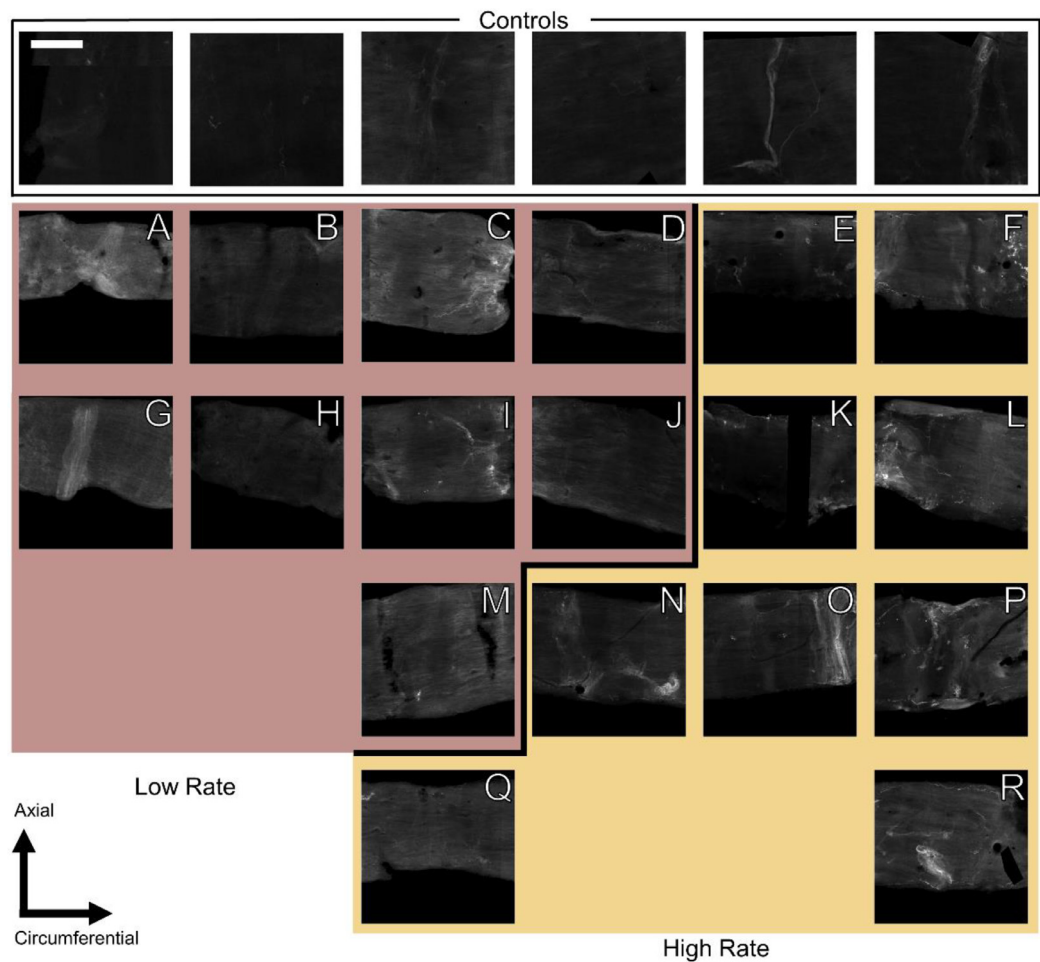 Controls
A B C D E F
G H I J K L
M N O P
Low Rate
Q R
Axial
Circumferential
High Rate